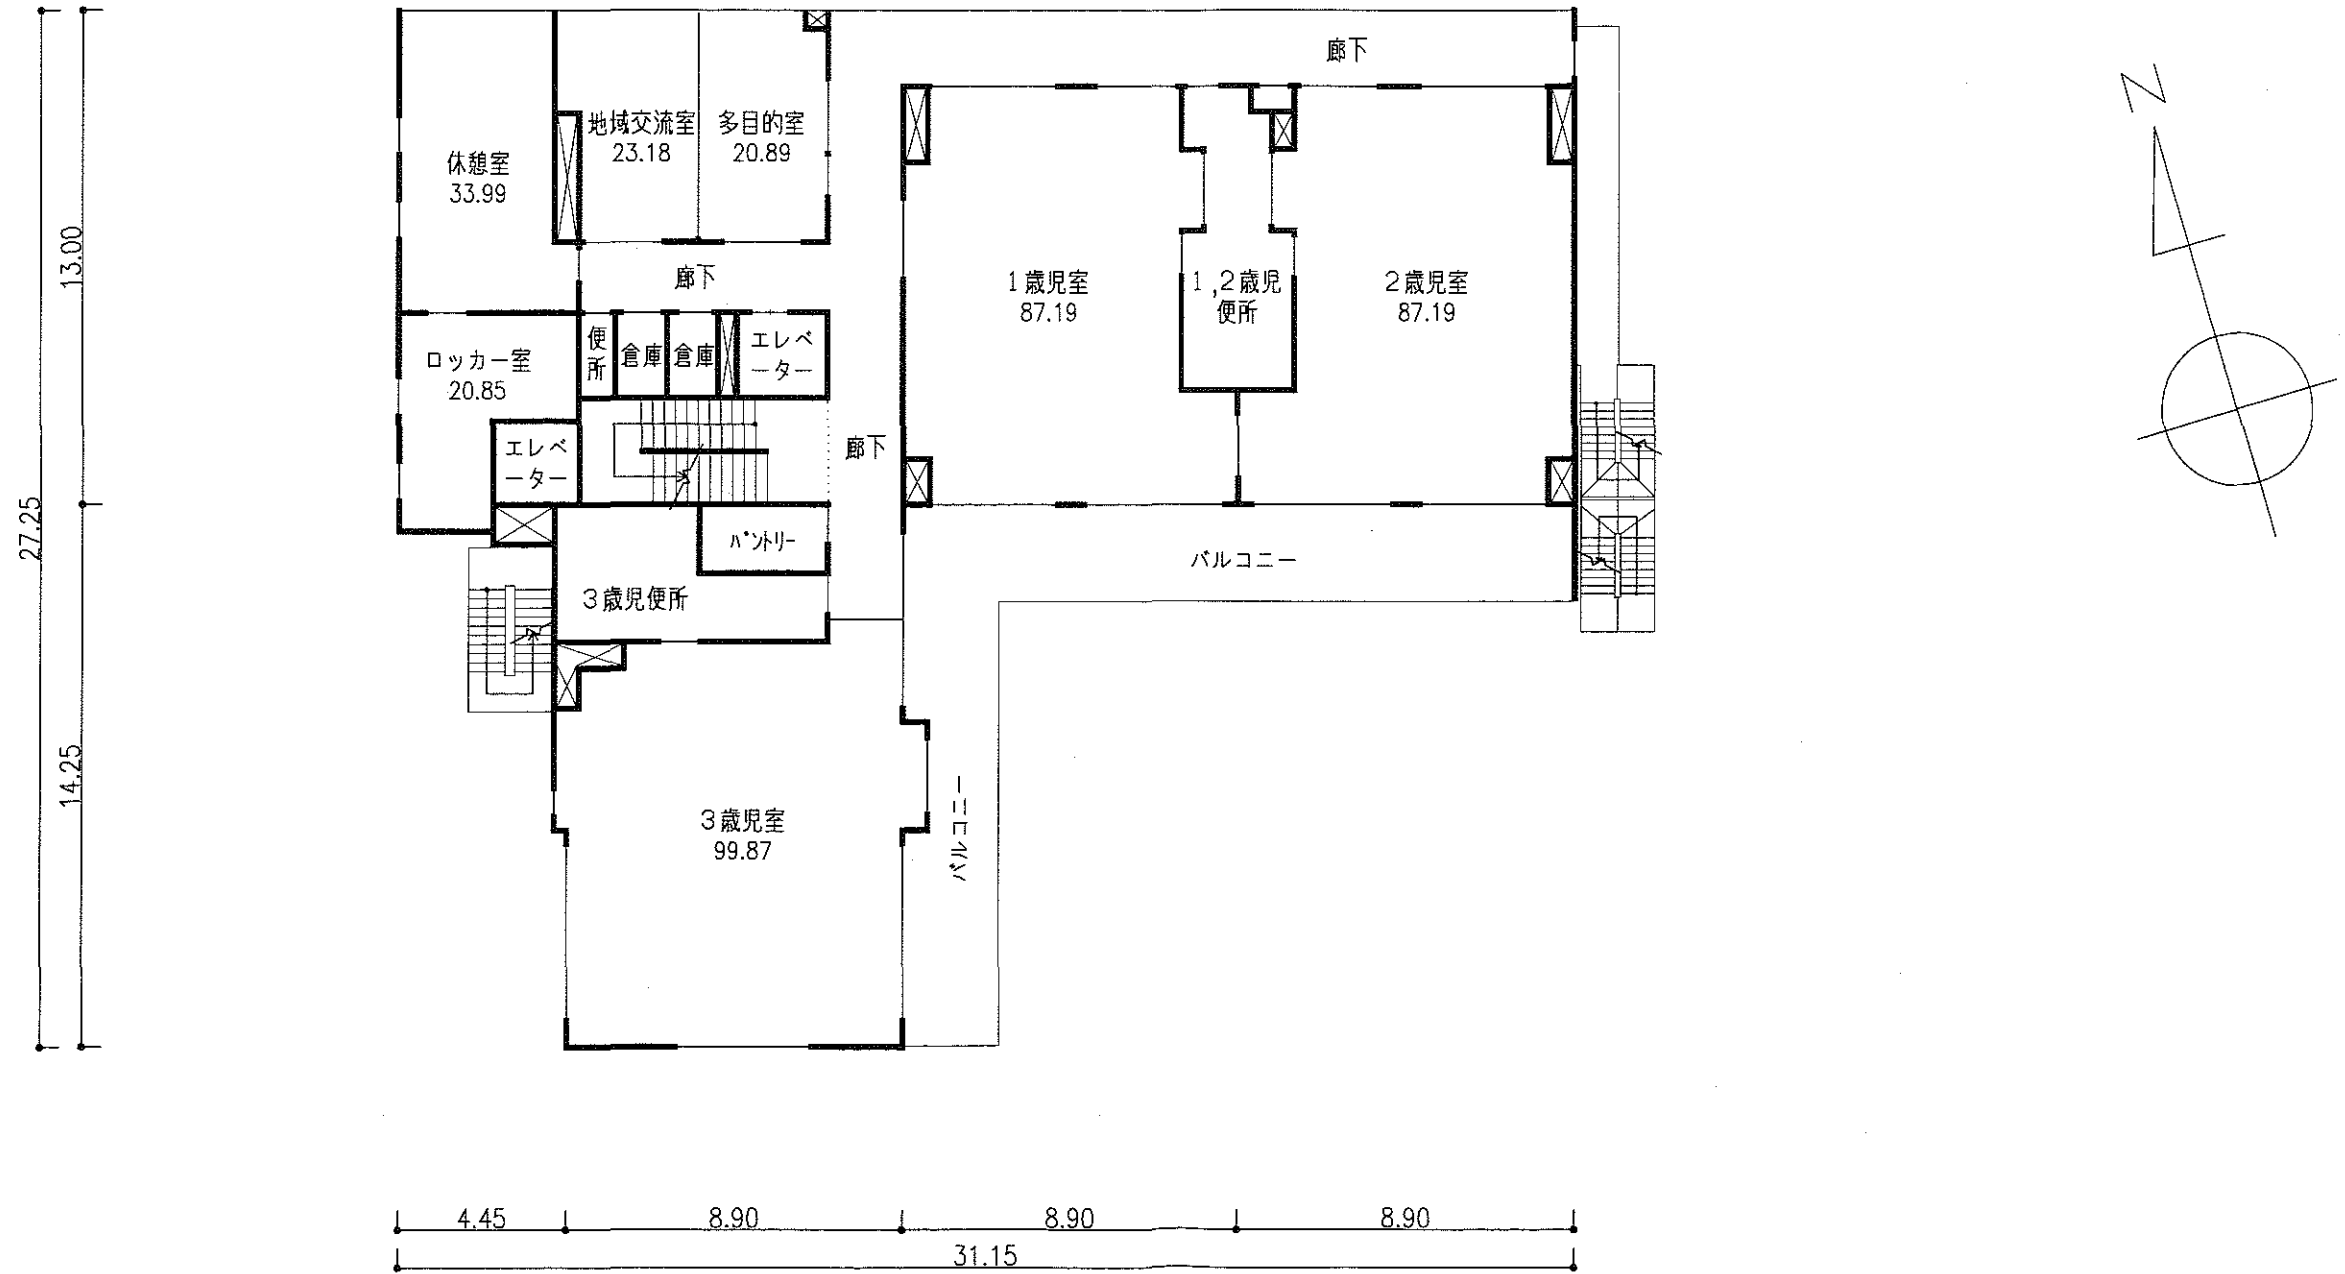 廊下
N
地域交流室
23.18
多目的室
20.89
休憩室
33.99
13.00
廊下
1歳児室
87.19
1,2歳児
便所
2歳児室
87.19
便
所
倉庫
倉庫
エレベ
ーター
ロッカー室
20.85
エレベ
ーター
廊下
27.25
パントリー
バルコニー
3歳児便所
14.25
3歳児室
99.87
バルコニー
4.45
8.90
8.90
8.90
31.15